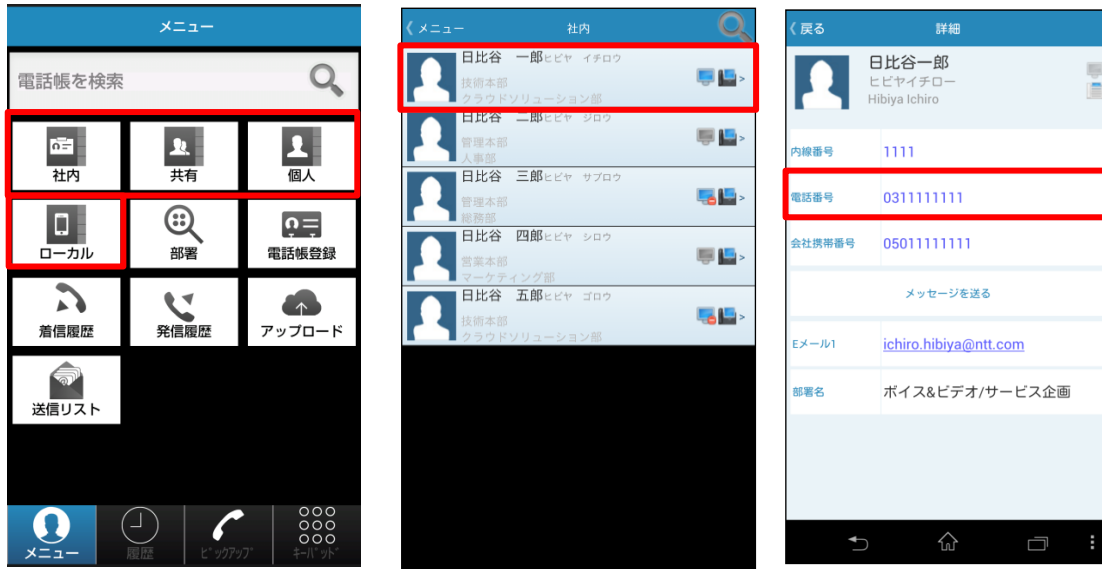 メニュー
電話帳を検索
社内
共有
個人
ローカル
部署
電話帳登録
着信履歴
発信履歴
アップロード
送信リスト
メニュー
履歴
ﾋﾟｯｸｱｯﾌﾟ
ｷｰﾊﾟｯﾄﾞ
《 メニュー 社内
日比谷 一郎ヒビヤ イチロウ
技術本部
クラウドソリューション部
日比谷 二郎ヒビヤ ジロウ
管理本部
人事部
日比谷 三郎ヒビヤ サブロウ
管理本部
総務部
日比谷 四郎ヒビヤ シロウ
営業本部
マーケティング部
日比谷 五郎ヒビヤ ゴロウ
技術本部
クラウドソリューション部
《 戻る 詳細
日比谷一郎
ヒビヤイチロー
Hibiya Ichiro
内線番号 1111
電話番号 0311111111
会社携帯番号 05011111111
メッセージを送る
Eメール1 ichiro.hibiya@ntt.com
部署名 ボイス&ビデオ/サービス企画